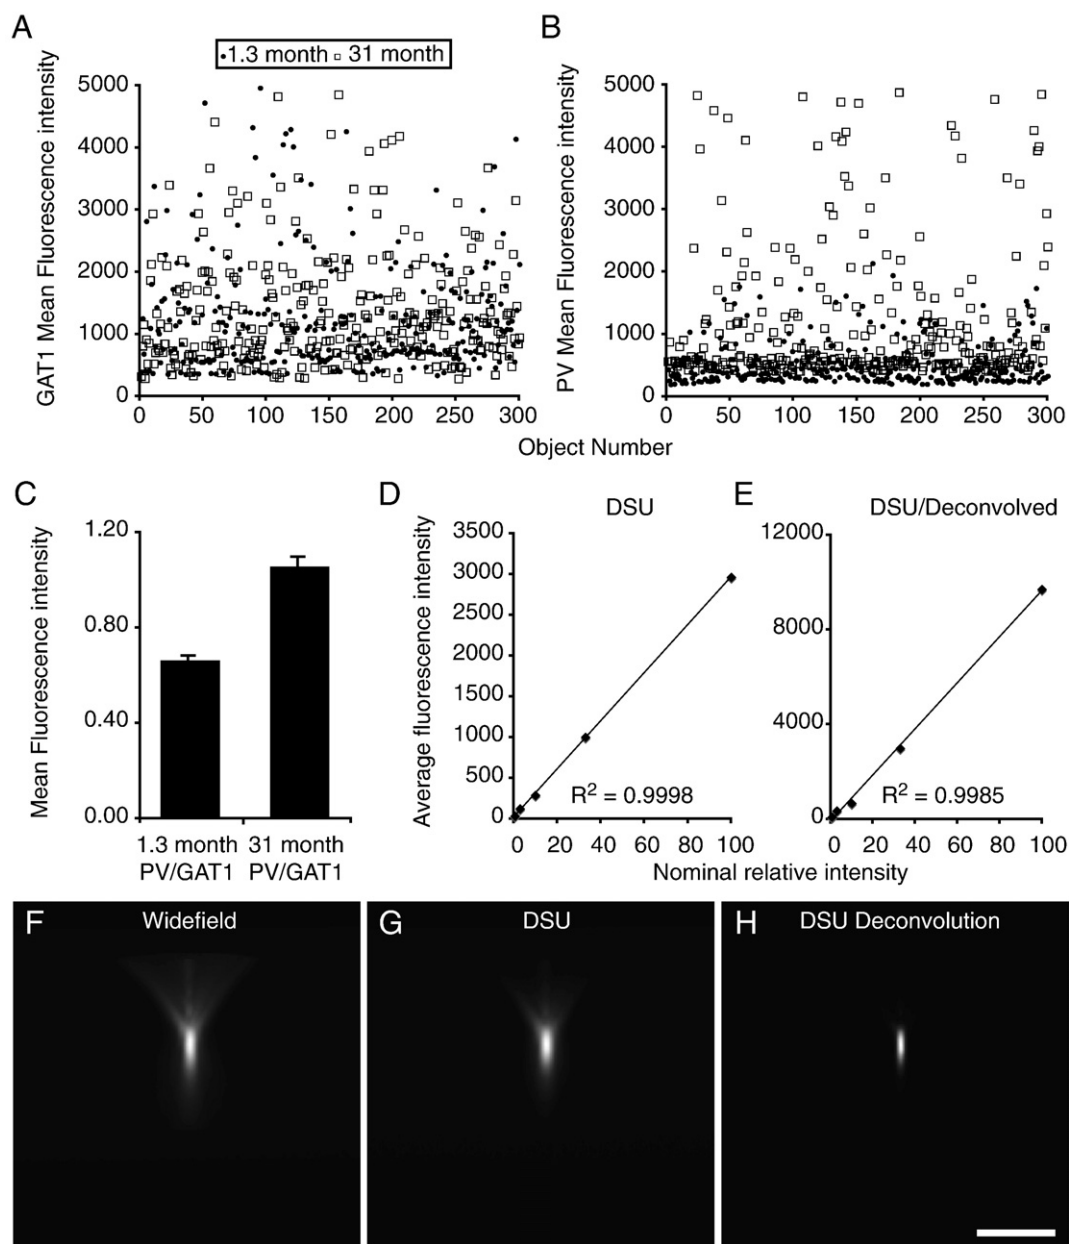 A
B
1.3 month 31 month
GAT1 Mean Fluorescence intensity
5000
4000
3000
2000
1000
0
0 50 100 150 200 250 300
PV Mean Fluorescence intensity
5000
4000
3000
2000
1000
0
0 50 100 150 200 250 300
Object Number
C
Mean Fluorescence intensity
1.20
0.80
0.40
0.00
1.3 month 31 month
PV/GAT1 PV/GAT1
D
DSU
Average fluorescence intensity
3500
3000
2500
2000
1500
1000
500
0
R² = 0.9998
0 20 40 60 80 100
E
DSU/Deconvolved
12000
8000
4000
0
R² = 0.9985
0 20 40 60 80 100
Nominal relative intensity
F
Widefield
G
DSU
H
DSU Deconvolution